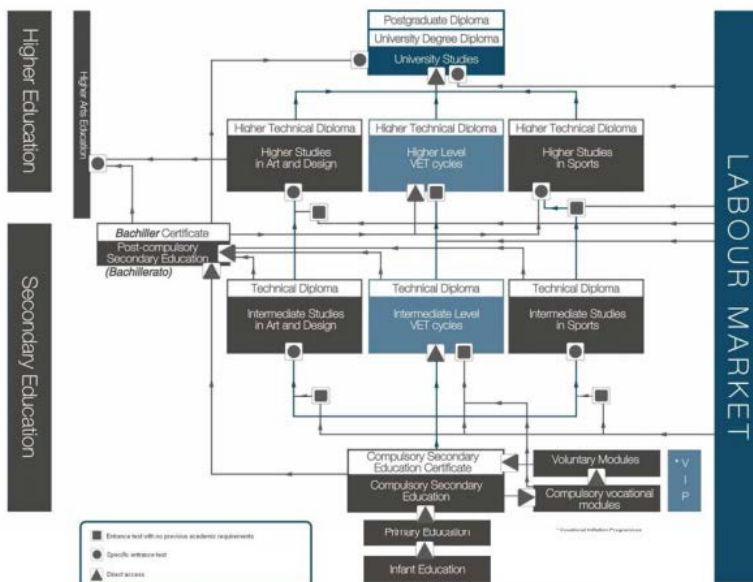 Higher Education
Higher Arts Education
Postgraduate Diploma
University Degree Diploma
University Studies
Higher Technical Diploma
Higher Studies
in Art and Design
Higher Technical Diploma
Higher Level
VET cycles
Higher Technical Diploma
Higher Studies
in Sports
LABOUR MARKET
Secondary Education
Bachiller Certificate
Post-compulsory
Secondary Education
(Bachillerato)
Technical Diploma
Intermediate Studies
in Art and Design
Technical Diploma
Intermediate Level
VET cycles
Technical Diploma
Intermediate Studies
in Sports
Compulsory Secondary
Education Certificate
Compulsory Secondary
Education
Voluntary Modules
Compulsory vocational
modules
* V
I
P
Primary Education
Infant Education
Entrance test with no previous academic requirements
Specific entrance test
Direct access